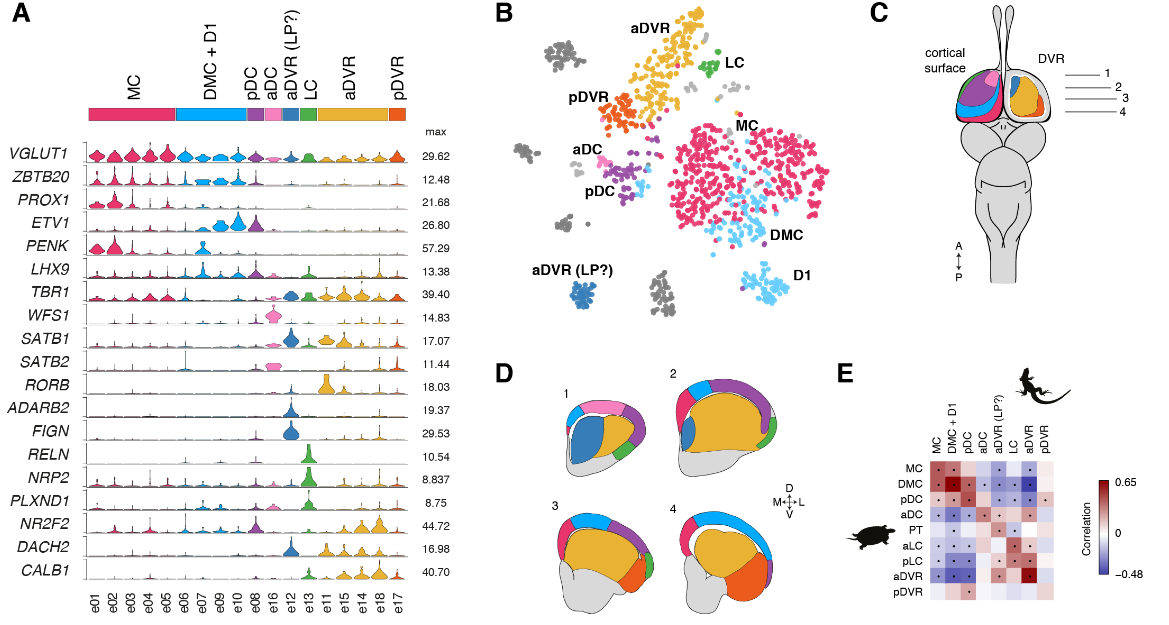 A
MC
DMC + D1
pDC
aDC
aDVR (LP?)
LC
aDVR
pDVR
max
VGLUT1 29.62
ZBTB20 12.48
PROX1 21.68
ETV1 26.80
PENK 57.29
LHX9 13.38
TBR1 39.40
WFS1 14.83
SATB1 17.07
SATB2 11.44
RORB 18.03
ADARB2 19.37
FIGN 29.53
RELN 10.54
NRP2 8.837
PLXND1 8.75
NR2F2 44.72
DACH2 16.98
CALB1 40.70
e01 e02 e03 e04 e05 e06 e07 e09 e10 e08 e16 e12 e13 e11 e15 e14 e18 e17
B
aDVR
LC
pDVR
MC
aDC
pDC
DMC
aDVR (LP?)
D1
C
cortical
surface
DVR
1
2
3
4
A
P
D
1
2
3
4
D
M L
V
E
MC
DMC + D1
pDC
aDC
aDVR (LP?)
LC
aDVR
pDVR
MC
DMC
pDC
aDC
PT
aLC
pLC
aDVR
pDVR
0.65
0
−0.48
Correlation